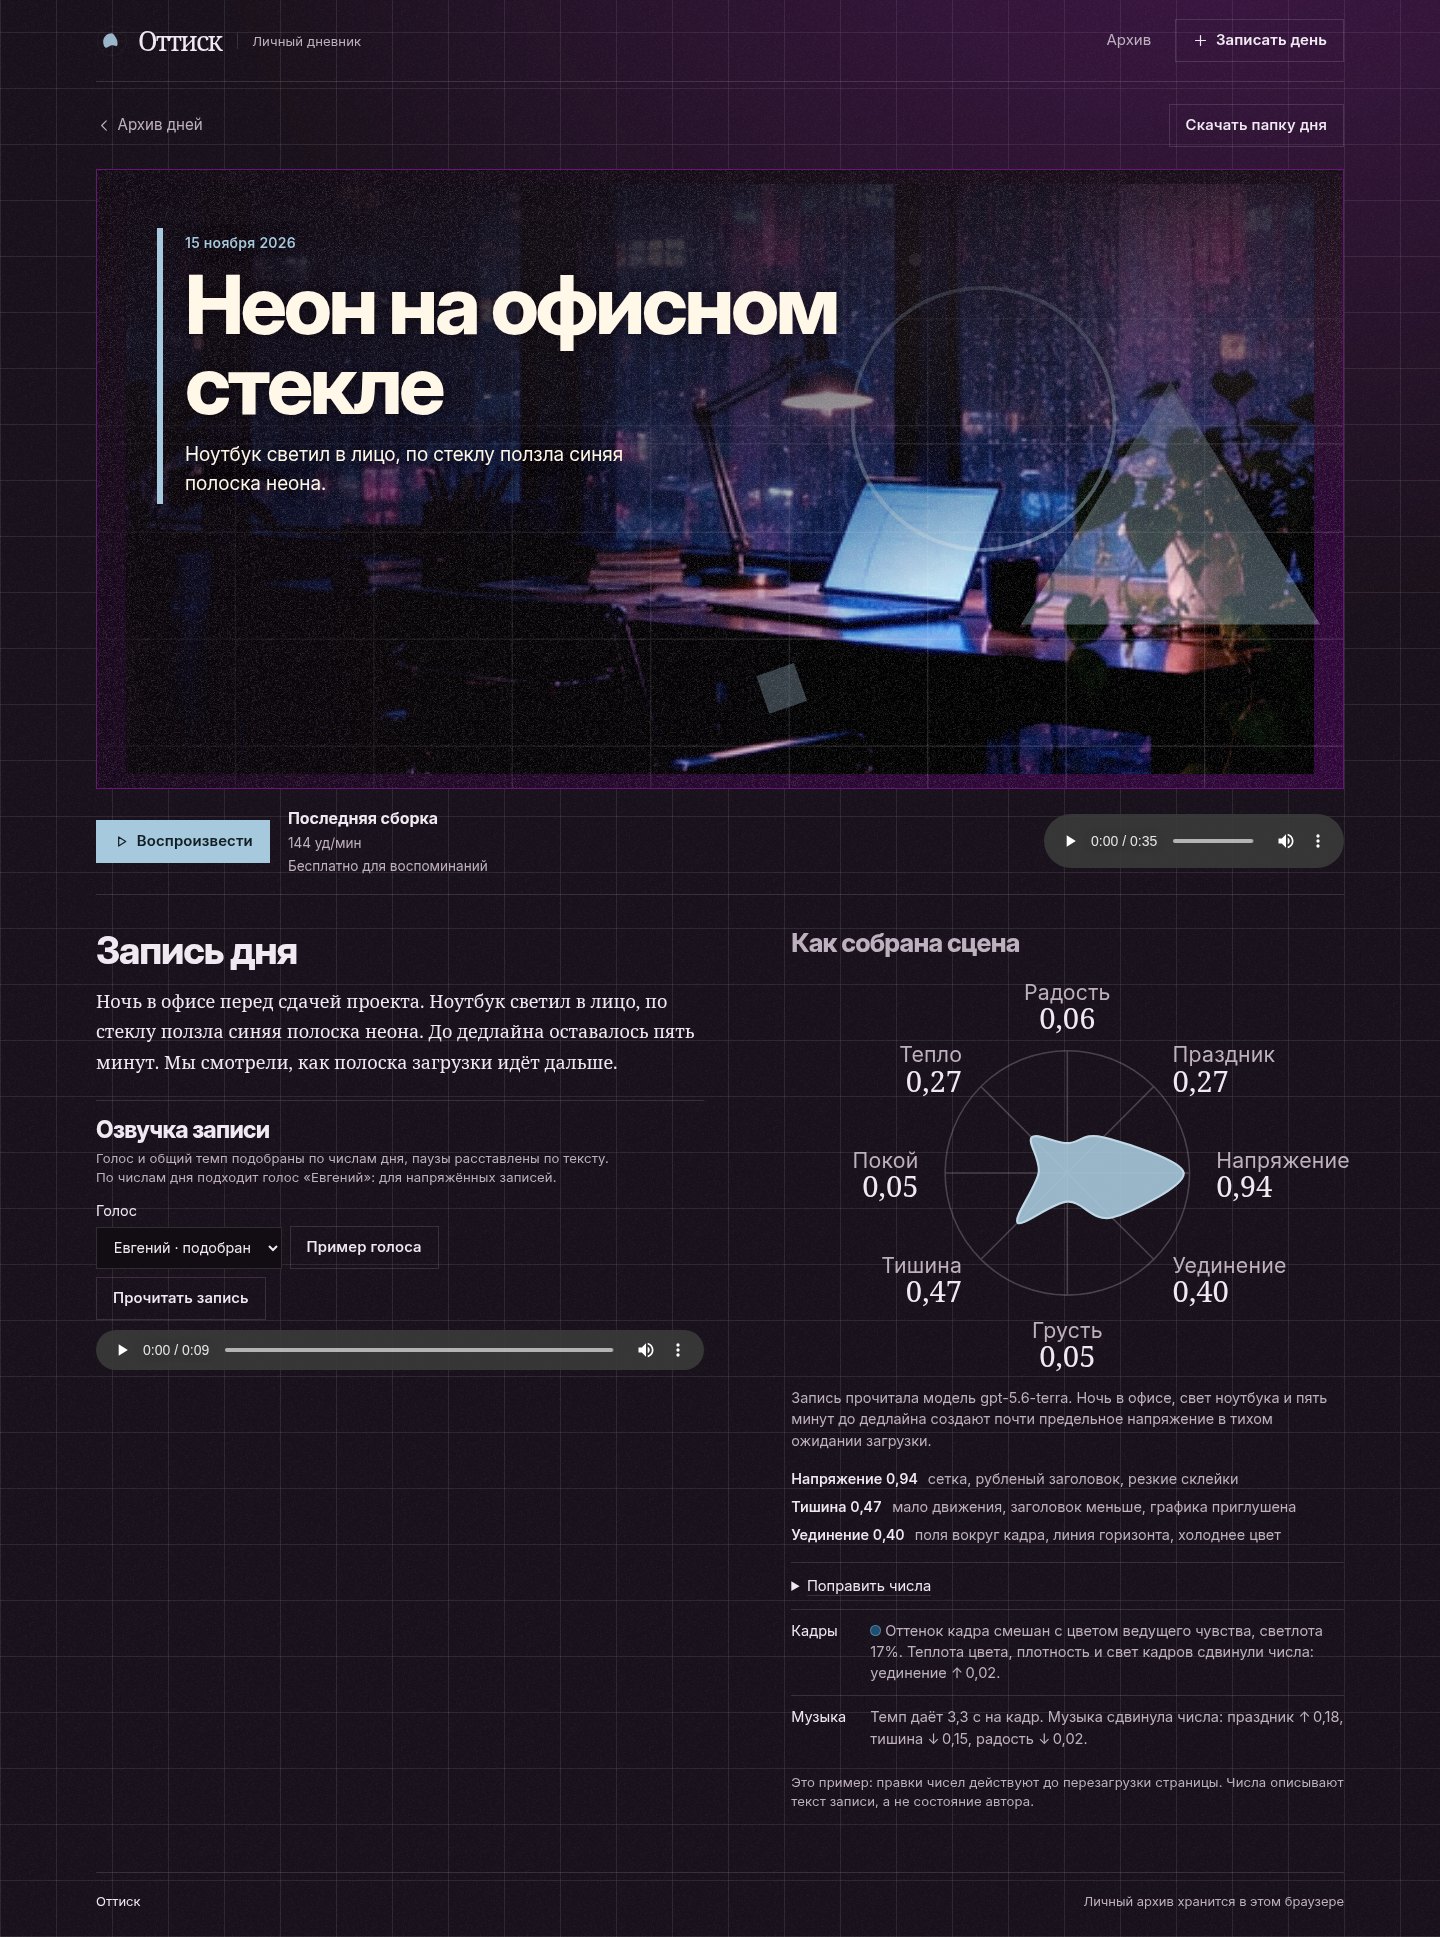 Оттиск
Личный дневник
Архив
Записать день
Архив дней
Скачать папку дня
15 ноября 2026
Неон на офисном
стекле
Ноутбук светил в лицо, по стеклу ползла синяя
полоска неона.
Воспроизвести
Последняя сборка
144 уд/мин
Бесплатно для воспоминаний
0:00 / 0:35
Запись дня
Ночь в офисе перед сдачей проекта. Ноутбук светил в лицо, по
стеклу ползла синяя полоска неона. До дедлайна оставалось пять
минут. Мы смотрели, как полоска загрузки идёт дальше.
Озвучка записи
Голос и общий темп подобраны по числам дня, паузы расставлены по тексту.
По числам дня подходит голос «Евгений»: для напряжённых записей.
Голос
Евгений · подобран
Пример голоса
Прочитать запись
0:00 / 0:09
Как собрана сцена
Радость
0,06
Тепло
0,27
Праздник
0,27
Покой
0,05
Напряжение
0,94
Тишина
0,47
Уединение
0,40
Грусть
0,05
Запись прочитала модель gpt-5.6-terra. Ночь в офисе, свет ноутбука и пять
минут до дедлайна создают почти предельное напряжение в тихом
ожидании загрузки.
Напряжение 0,94 сетка, рубленый заголовок, резкие склейки
Тишина 0,47 мало движения, заголовок меньше, графика приглушена
Уединение 0,40 поля вокруг кадра, линия горизонта, холоднее цвет
Поправить числа
Кадры
Оттенок кадра смешан с цветом ведущего чувства, светлота
17%. Теплота цвета, плотность и свет кадров сдвинули числа:
уединение ↑ 0,02.
Музыка
Темп даёт 3,3 с на кадр. Музыка сдвинула числа: праздник ↑ 0,18,
тишина ↓ 0,15, радость ↓ 0,02.
Это пример: правки чисел действуют до перезагрузки страницы. Числа описывают
текст записи, а не состояние автора.
Оттиск
Личный архив хранится в этом браузере